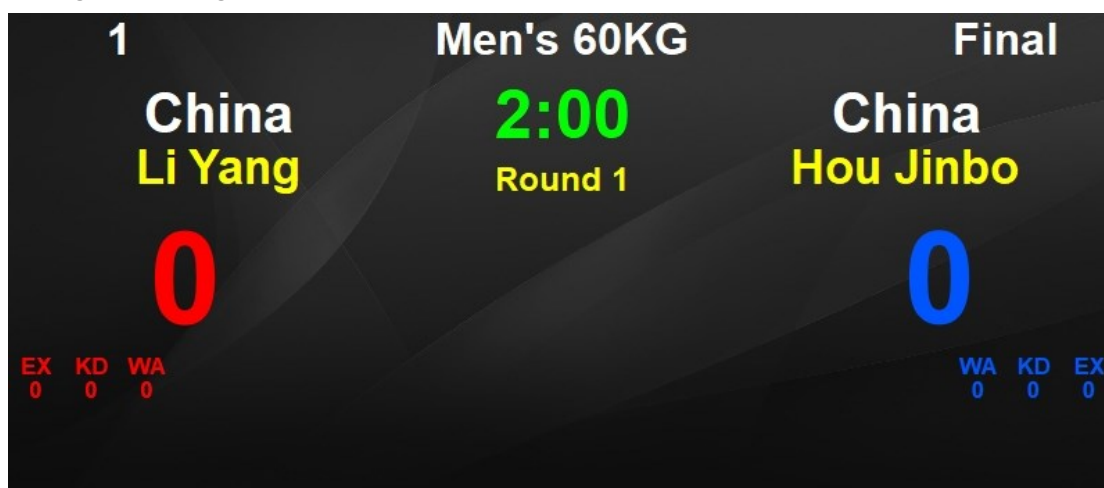 1 Men's 60KG Final
China 2:00 China
Li Yang Round 1 Hou Jinbo
0 0
EX KD WA WA KD EX
0 0 0 0 0 0